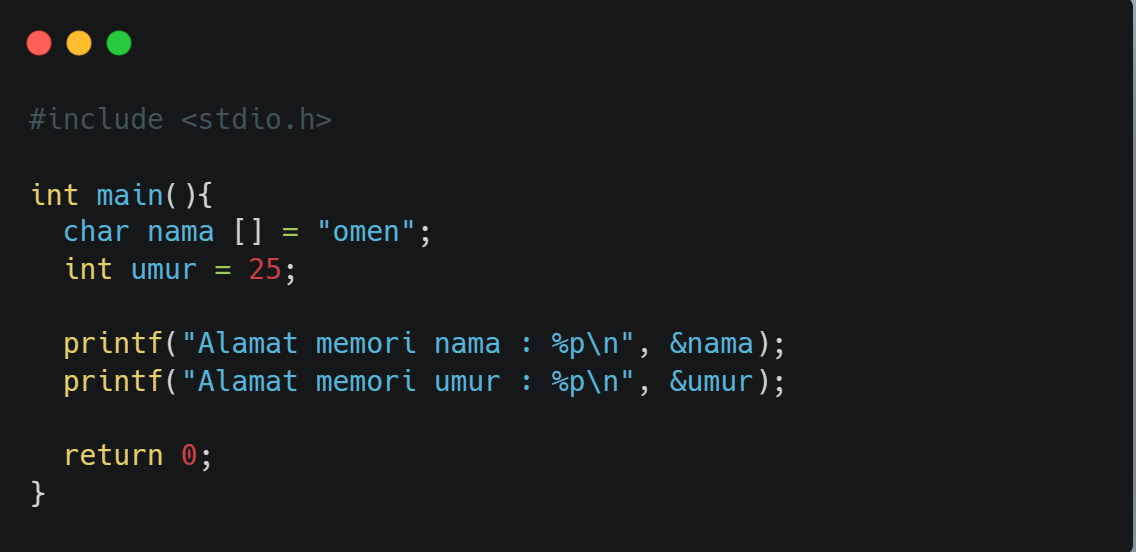 #include <stdio.h>
int main(){
  char nama [] = "omen";
  int umur = 25;
  printf("Alamat memori nama : %p\n", &nama);
  printf("Alamat memori umur : %p\n", &umur);
  return 0;
}